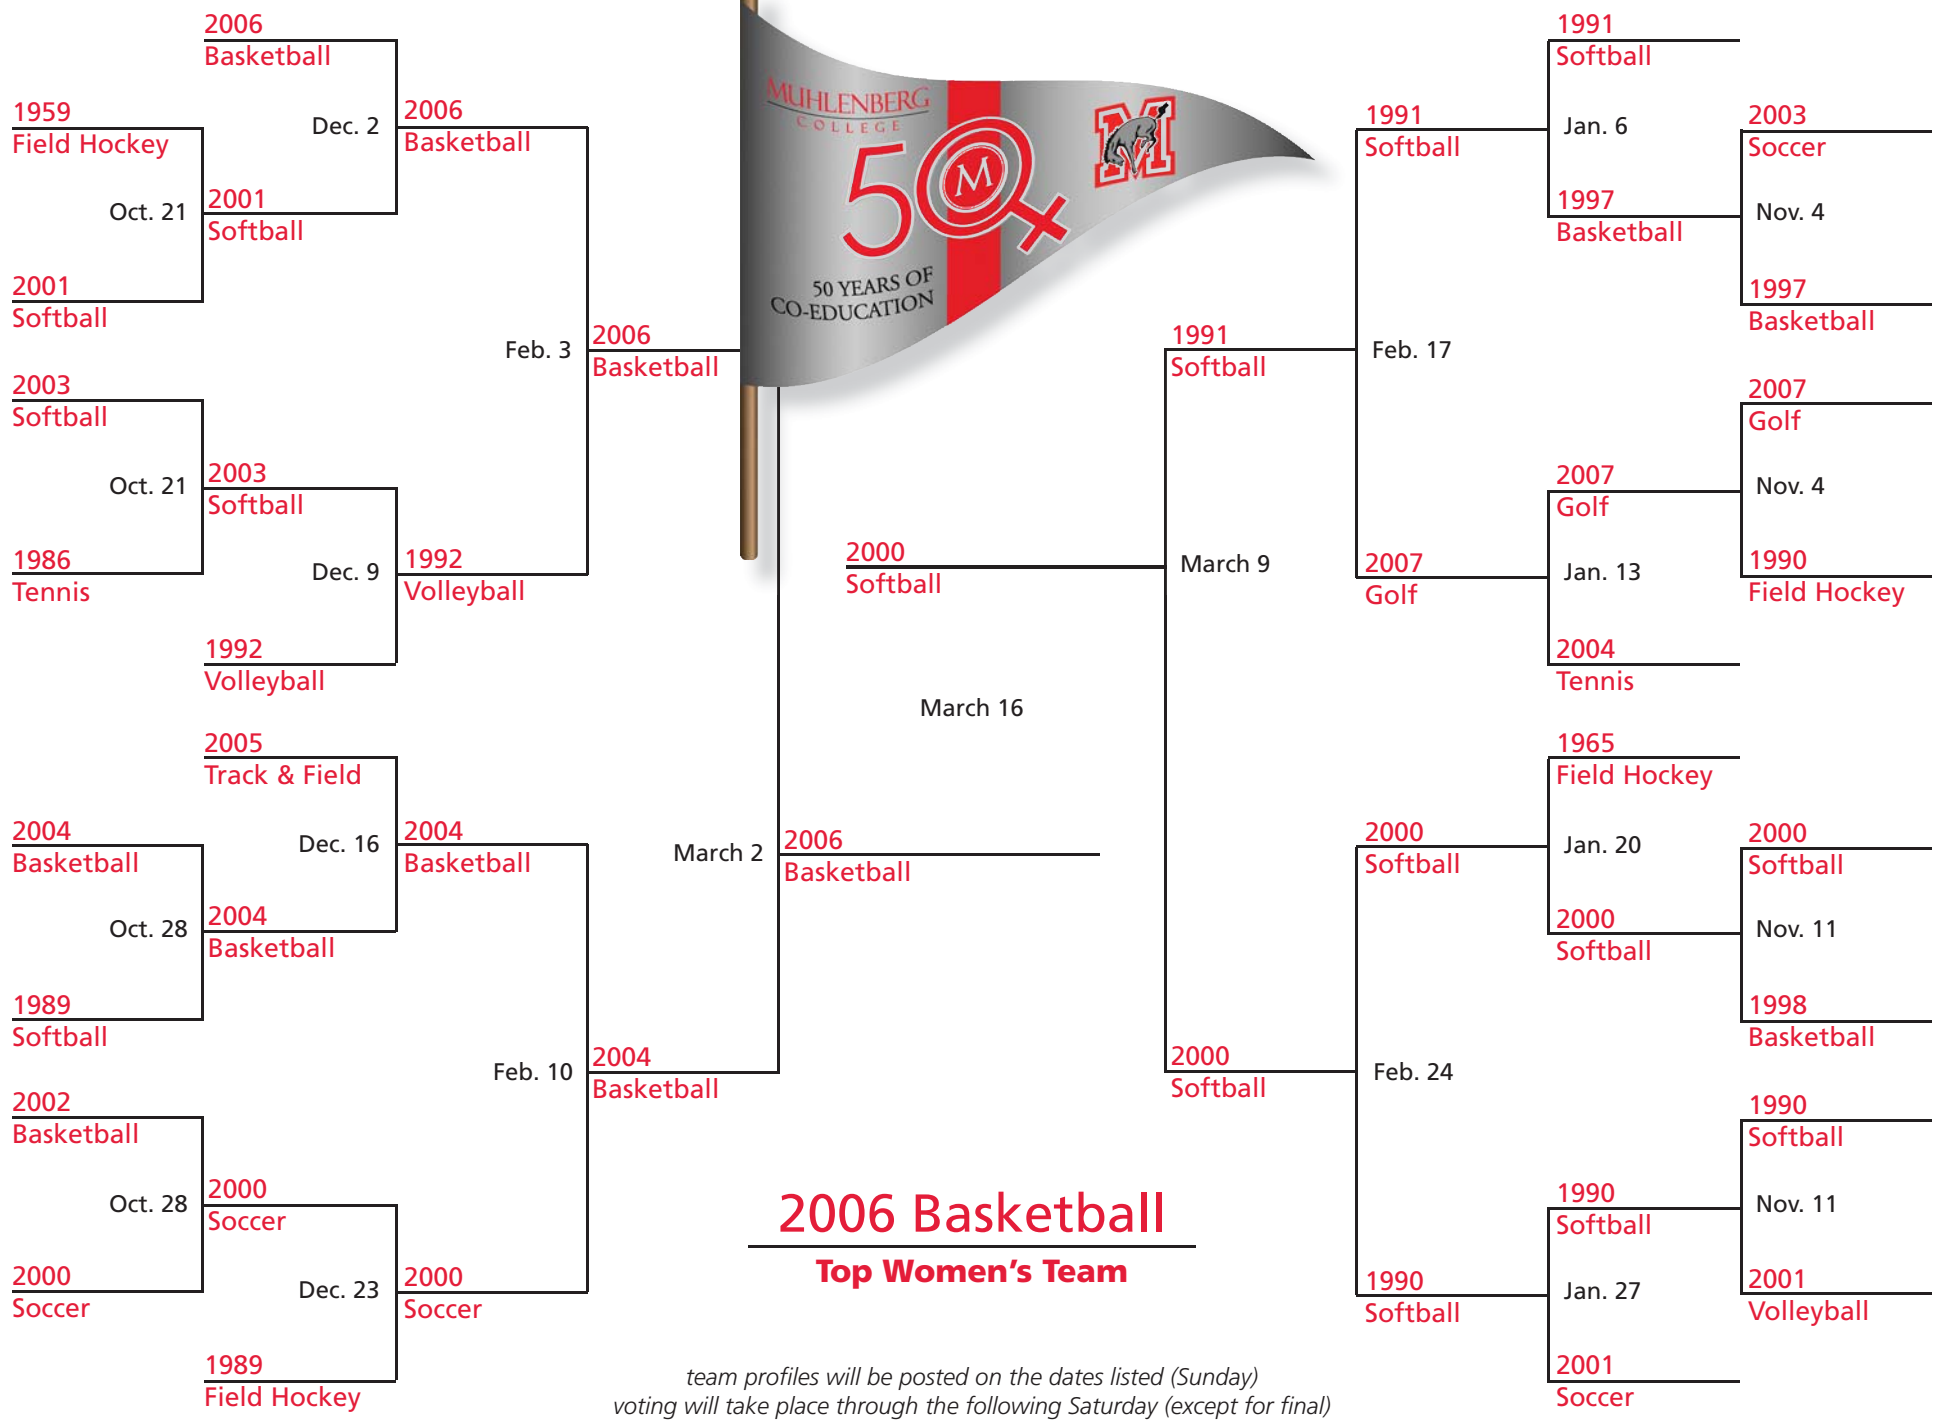 2006
Basketball
1959
Field Hockey
Dec. 2
2006
Basketball
Oct. 21
2001
Softball
2001
Softball
Feb. 3
2006
Basketball
2003
Softball
Oct. 21
2003
Softball
1986
Tennis
Dec. 9
1992
Volleyball
1992
Volleyball
2005
Track & Field
2004
Basketball
Dec. 16
2004
Basketball
Oct. 28
2004
Basketball
1989
Softball
Feb. 10
2004
Basketball
2002
Basketball
Oct. 28
2000
Soccer
2000
Soccer
Dec. 23
2000
Soccer
1989
Field Hockey
MUHLENBERG
COLLEGE
50
M
M
50 YEARS OF
CO-EDUCATION
March 2
2006
Basketball
2000
Softball
March 16
March 9
1991
Softball
1991
Softball
Jan. 6
1991
Softball
2003
Soccer
1997
Basketball
Nov. 4
1997
Basketball
Feb. 17
2007
Golf
2007
Golf
Nov. 4
2007
Golf
Jan. 13
1990
Field Hockey
2004
Tennis
1965
Field Hockey
2000
Softball
Jan. 20
2000
Softball
2000
Softball
Nov. 11
1998
Basketball
2000
Softball
Feb. 24
1990
Softball
1990
Softball
Nov. 11
1990
Softball
Jan. 27
2001
Volleyball
2001
Soccer
2006 Basketball
Top Women's Team
team profiles will be posted on the dates listed (Sunday)
voting will take place through the following Saturday (except for final)